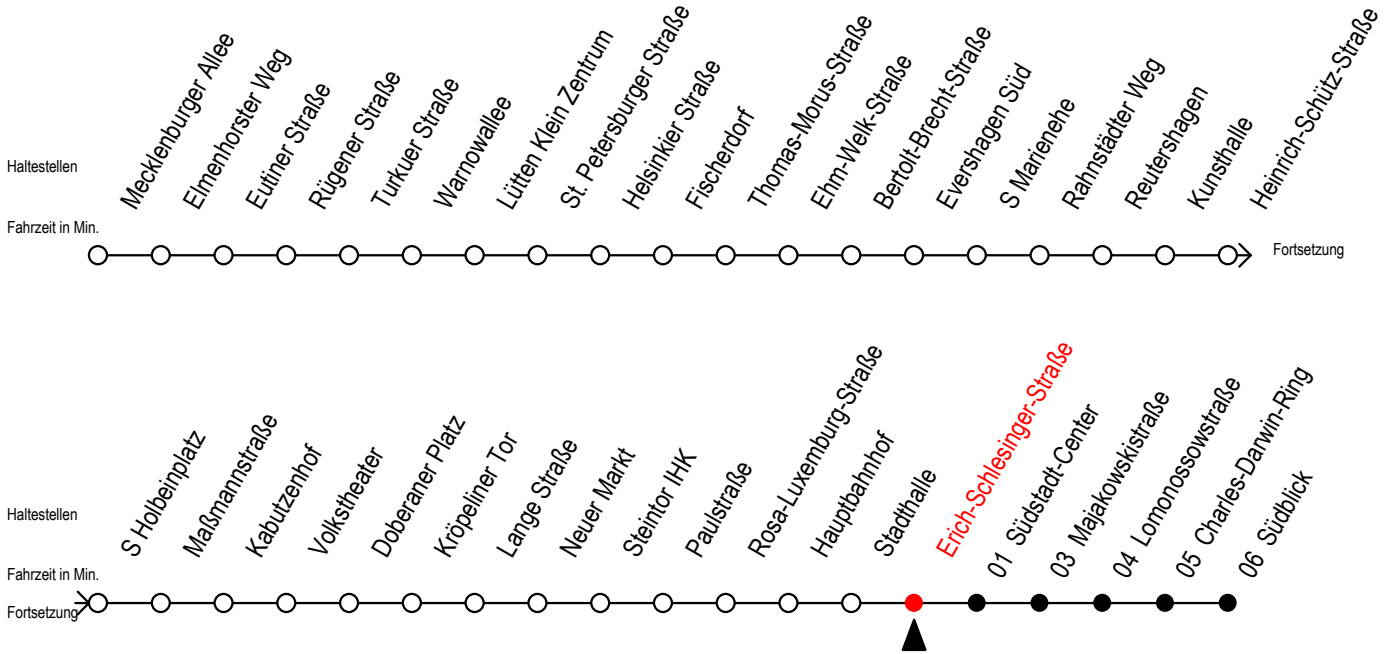 Haltestellen
Mecklenburger Allee
Elmenhorster Weg
Eutiner Straße
Rügener Straße
Turkuer Straße
Warnowallee
Lütten Klein Zentrum
St. Petersburger Straße
Helsinkier Straße
Fischerdorf
Thomas-Morus-Straße
Ehm-Welk-Straße
Bertolt-Brecht-Straße
Evershagen Süd
S Marienehe
Rahnstädter Weg
Reutershagen
Kunsthalle
Heinrich-Schütz-Straße
Fahrzeit in Min.
Fortsetzung
Haltestellen
S Holbeinplatz
Maßmannstraße
Kabutzenhof
Volkstheater
Doberaner Platz
Kröpeliner Tor
Lange Straße
Neuer Markt
Steintor IHK
Paulstraße
Rosa-Luxemburg-Straße
Hauptbahnhof
Stadthalle
Erich-Schlesinger-Straße
01 Südstadt-Center
03 Majakowskistraße
04 Lomonossowstraße
05 Charles-Darwin-Ring
06 Südblick
Fahrzeit in Min.
Fortsetzung